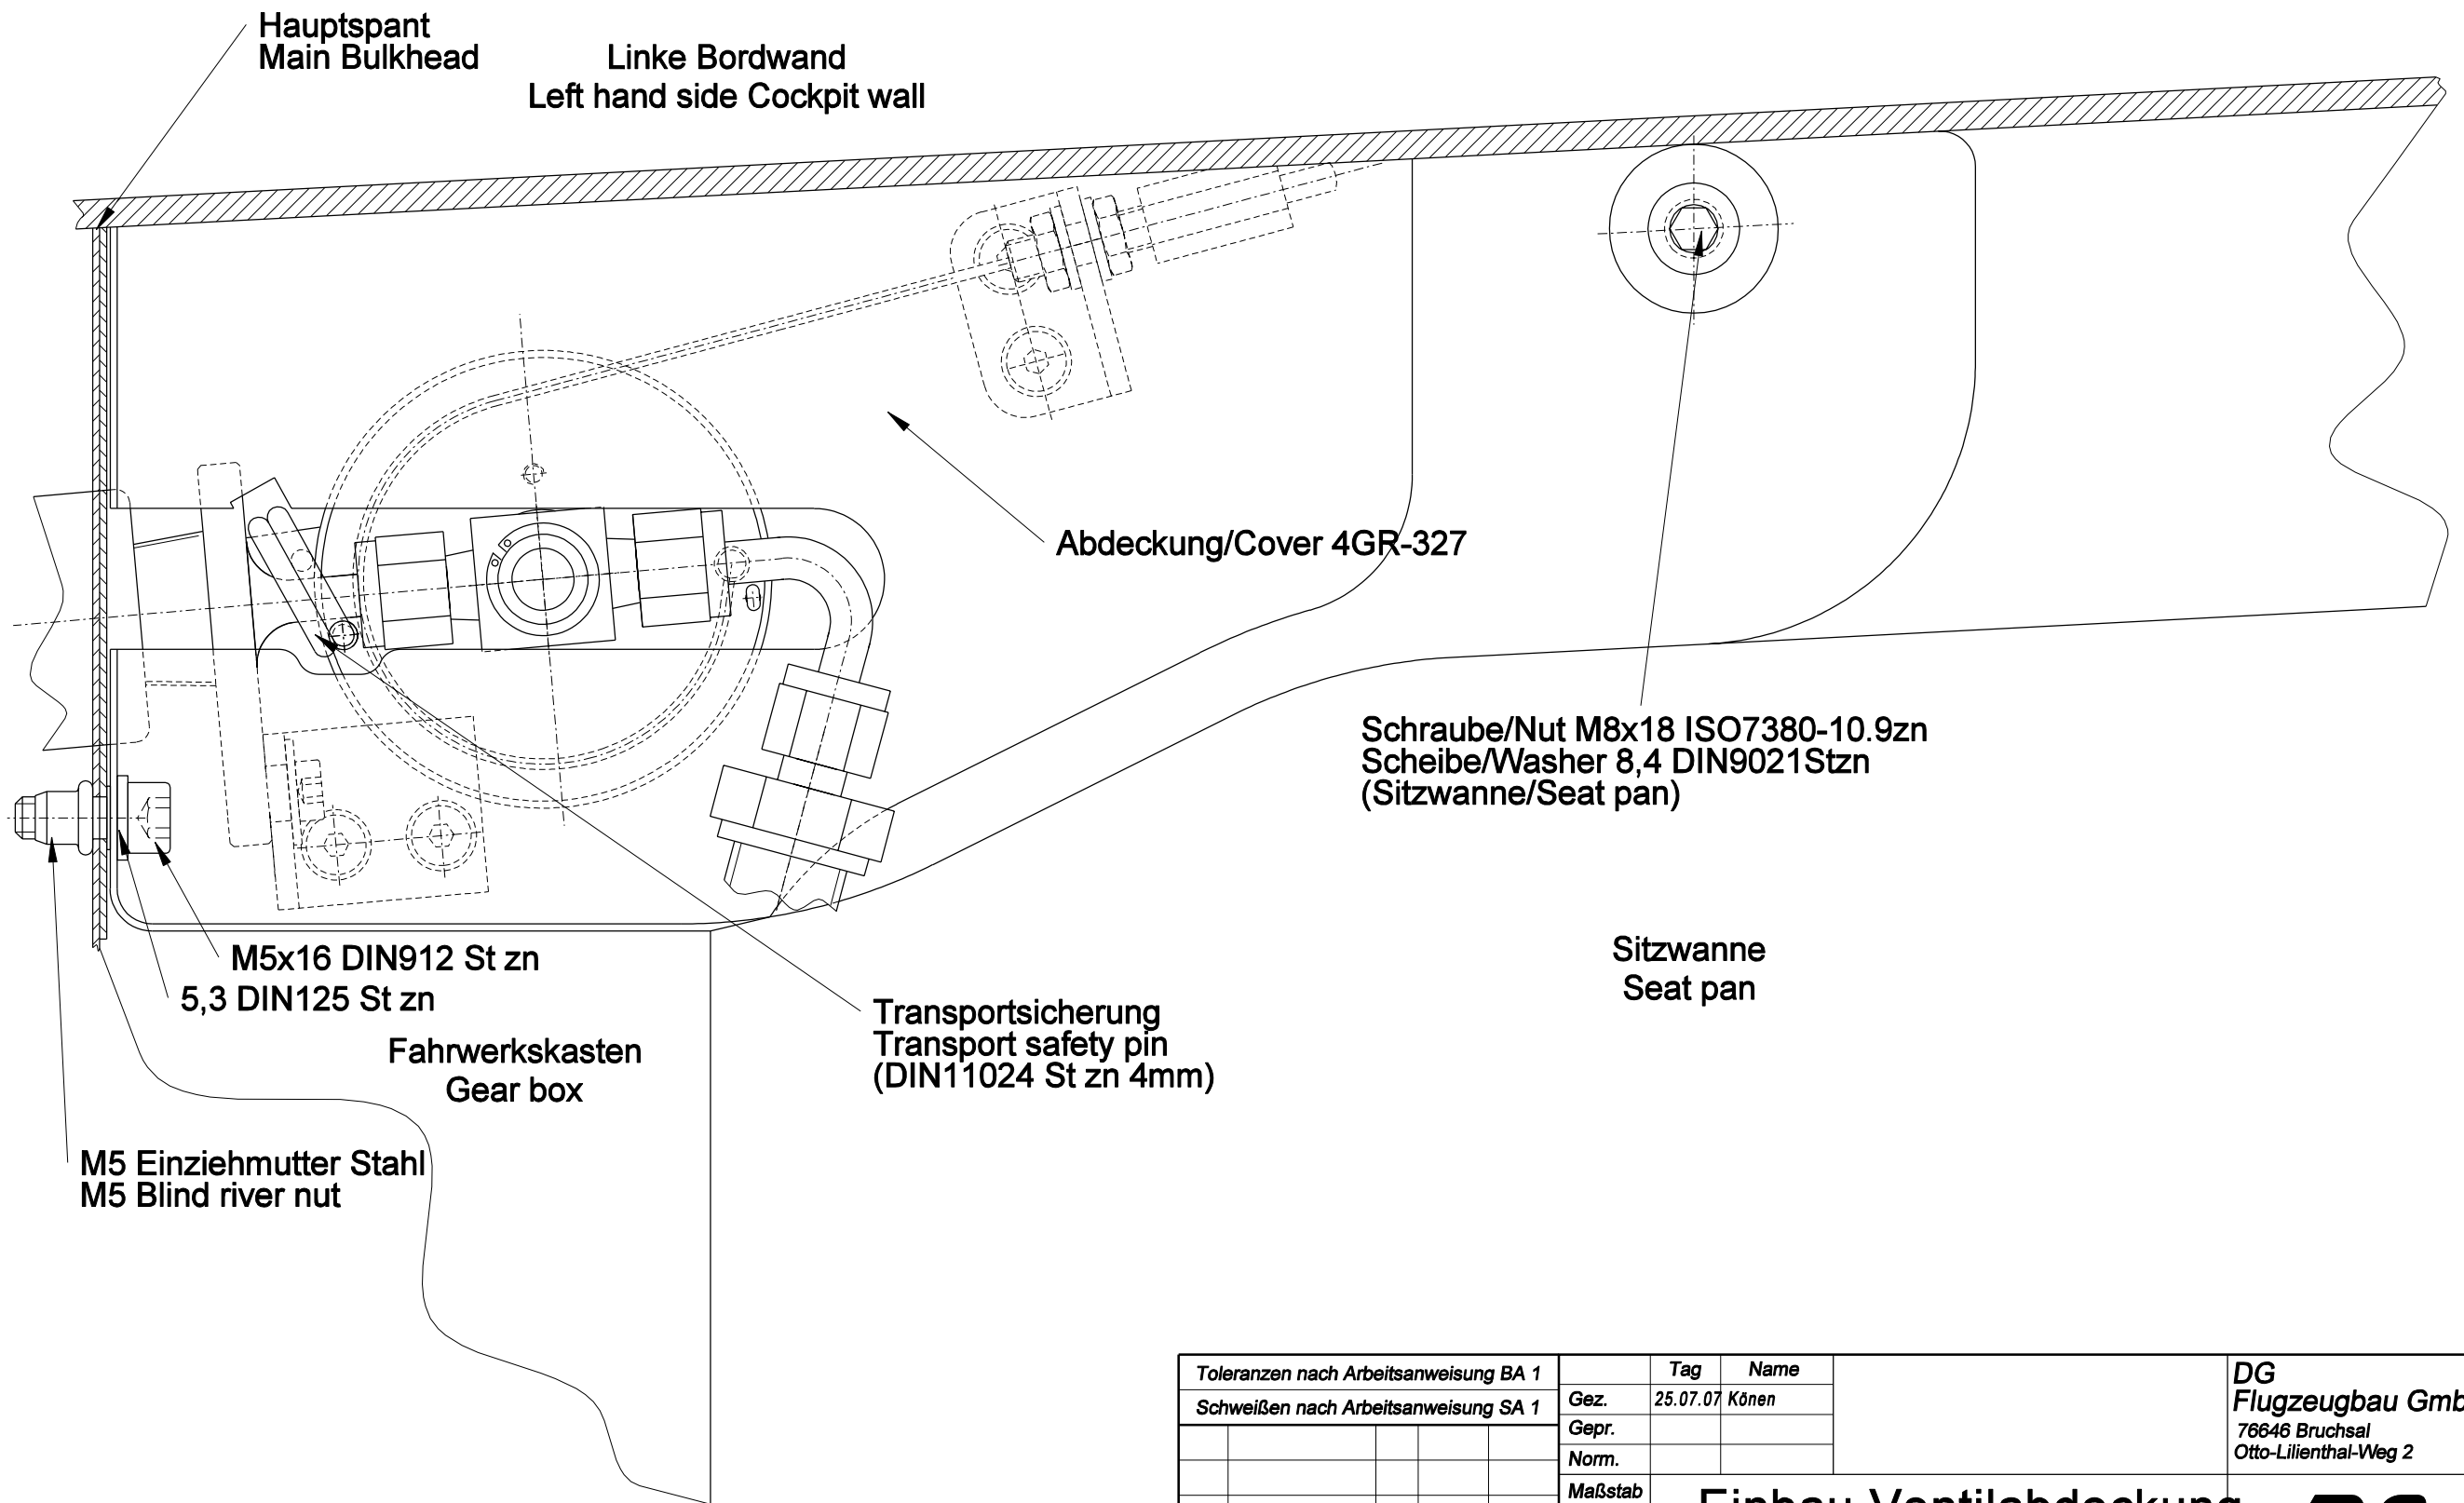 Hauptspant
Main Bulkhead
Linke Bordwand
Left hand side Cockpit wall
Abdeckung/Cover 4GR-327
Schraube/Nut M8x18 ISO7380-10.9zn
Scheibe/Washer 8,4 DIN9021Stzn
(Sitzwanne/Seat pan)
Sitzwanne
Seat pan
M5x16 DIN912 St zn
5,3 DIN125 St zn
Fahrwerkskasten
Gear box
Transportsicherung
Transport safety pin
(DIN11024 St zn 4mm)
M5 Einziehmutter Stahl
M5 Blind river nut
Toleranzen nach Arbeitsanweisung BA 1
Schweißen nach Arbeitsanweisung SA 1
Tag Name
Gez. 25.07.07 Könen
Gepr.
Norm.
Maßstab
DG
Flugzeugbau Gmb
76646 Bruchsal
Otto-Lilienthal-Weg 2
Einbau Ventilabdeckung